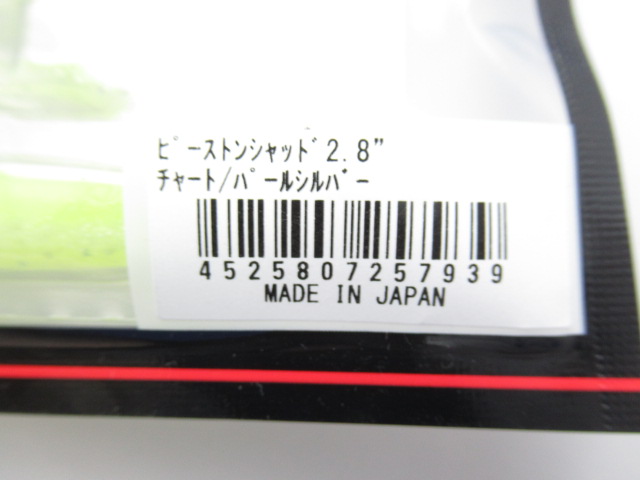 ﾋﾟｰｽﾄﾝｼｬｯﾄﾞ2.8”
ﾁｬｰﾄ/ﾊﾟｰﾙｼﾙﾊﾞｰ
4525807257939
MADE IN JAPAN